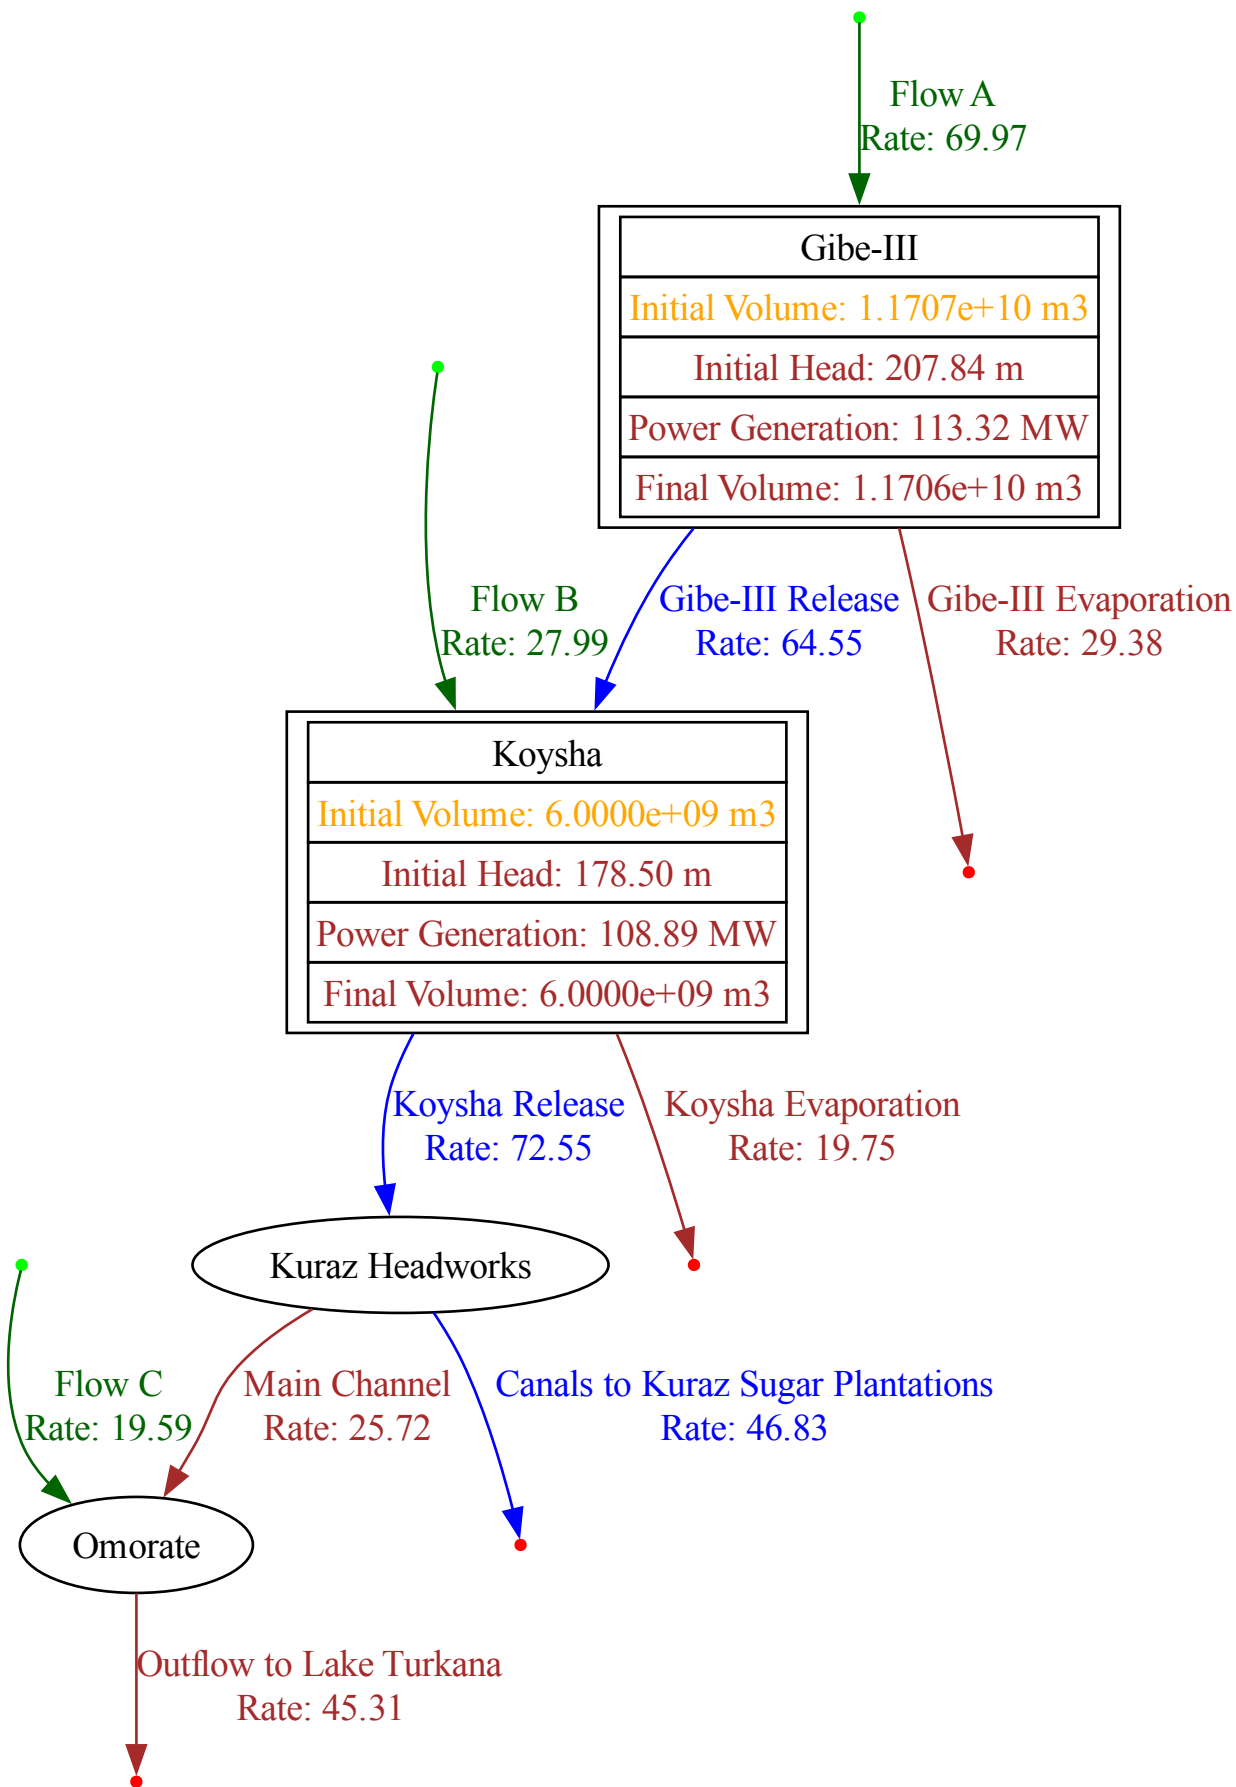 Flow A
Rate: 69.97
Gibe-III
Initial Volume: 1.1707e+10 m3
Initial Head: 207.84 m
Power Generation: 113.32 MW
Final Volume: 1.1706e+10 m3
Flow B
Rate: 27.99
Gibe-III Release
Rate: 64.55
Gibe-III Evaporation
Rate: 29.38
Koysha
Initial Volume: 6.0000e+09 m3
Initial Head: 178.50 m
Power Generation: 108.89 MW
Final Volume: 6.0000e+09 m3
Koysha Release
Rate: 72.55
Koysha Evaporation
Rate: 19.75
Kuraz Headworks
Flow C
Rate: 19.59
Main Channel
Rate: 25.72
Canals to Kuraz Sugar Plantations
Rate: 46.83
Omorate
Outflow to Lake Turkana
Rate: 45.31